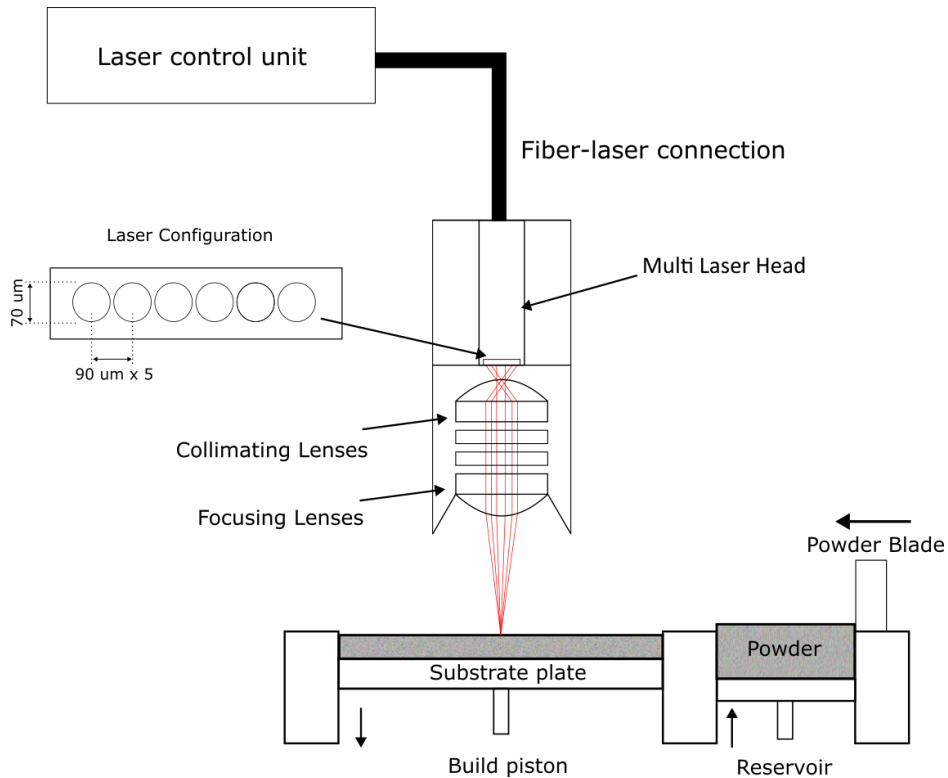 Laser control unit
Fiber-laser connection
Laser Configuration
Multi Laser Head
70 um
90 um x 5
Collimating Lenses
Focusing Lenses
Powder Blade
Powder
Substrate plate
Build piston
Reservoir